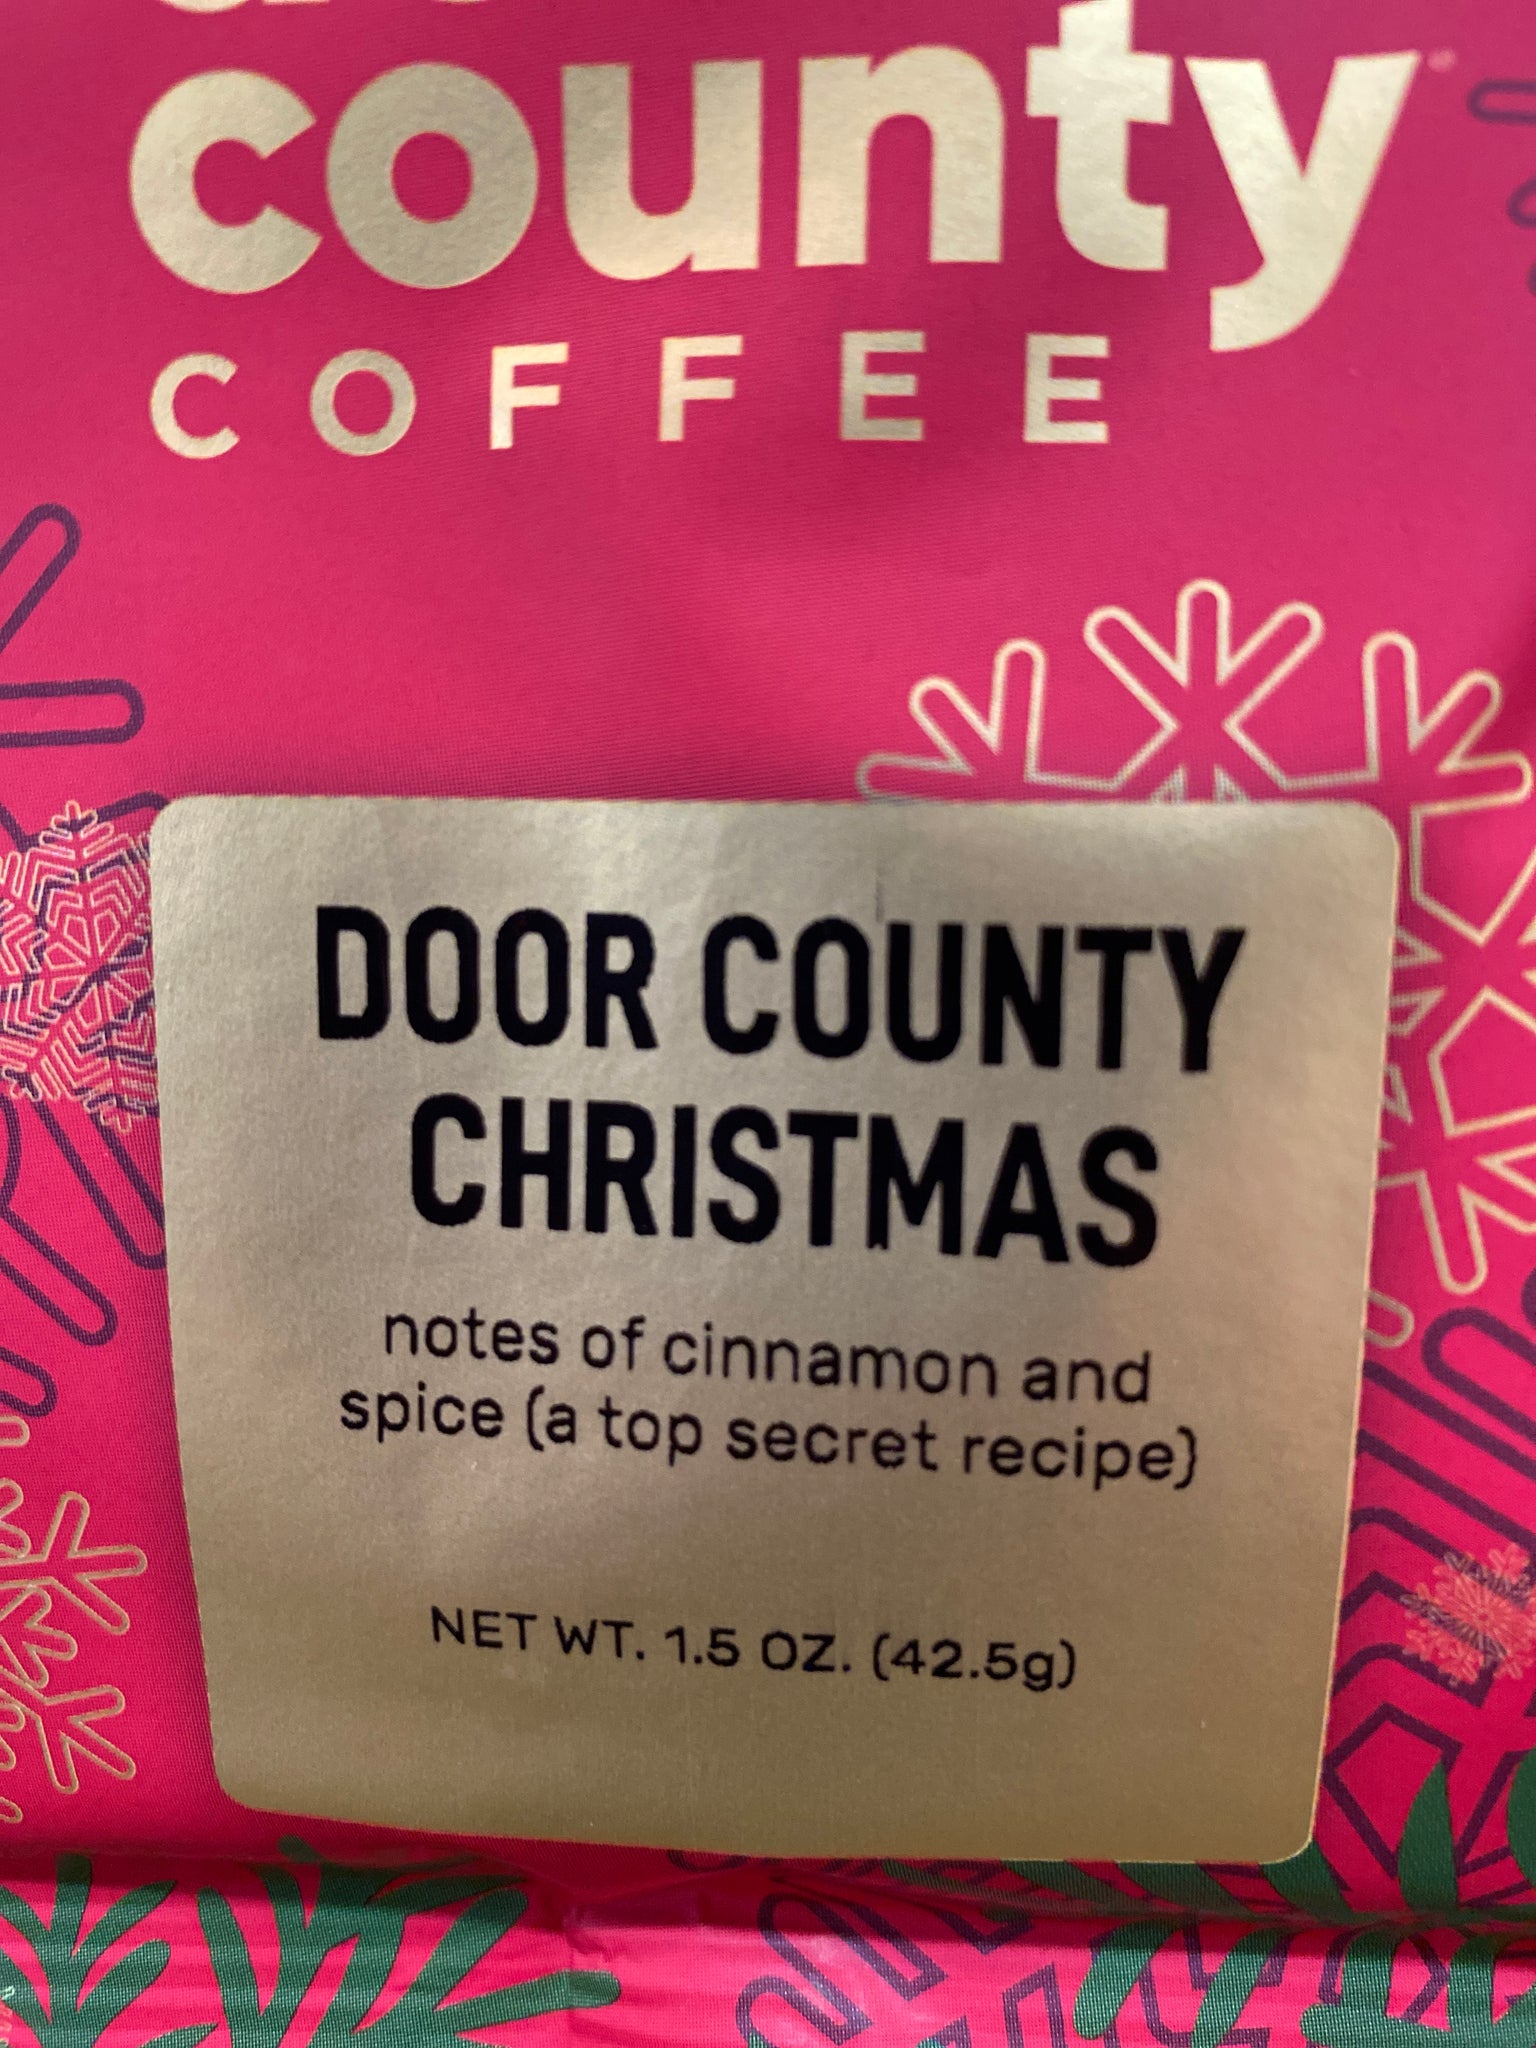 county
COFFEE
DOOR COUNTY
CHRISTMAS
notes of cinnamon and
spice (a top secret recipe)
NET WT. 1.5 OZ. (42.5g)